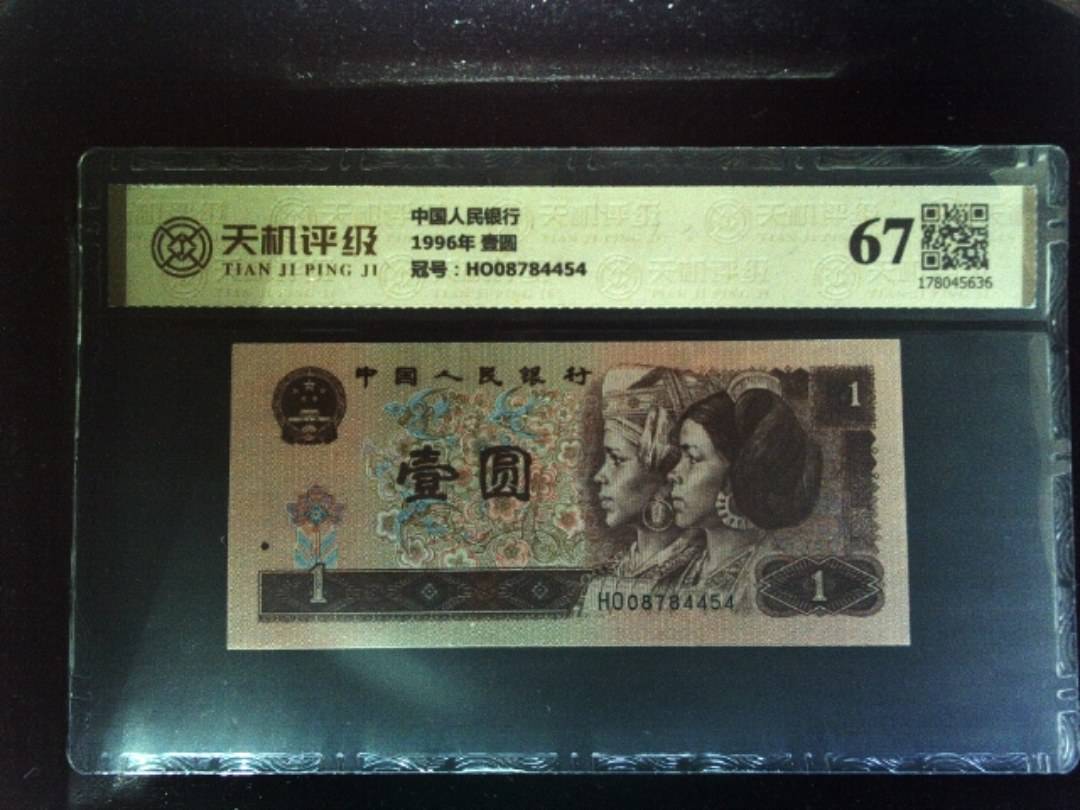 天机评级
TIAN JI PING JI
中国人民银行
1996年 壹圆
冠号：HO08784454
67
178045636
中国人民银行
1
壹圆
1
HO08784454
1